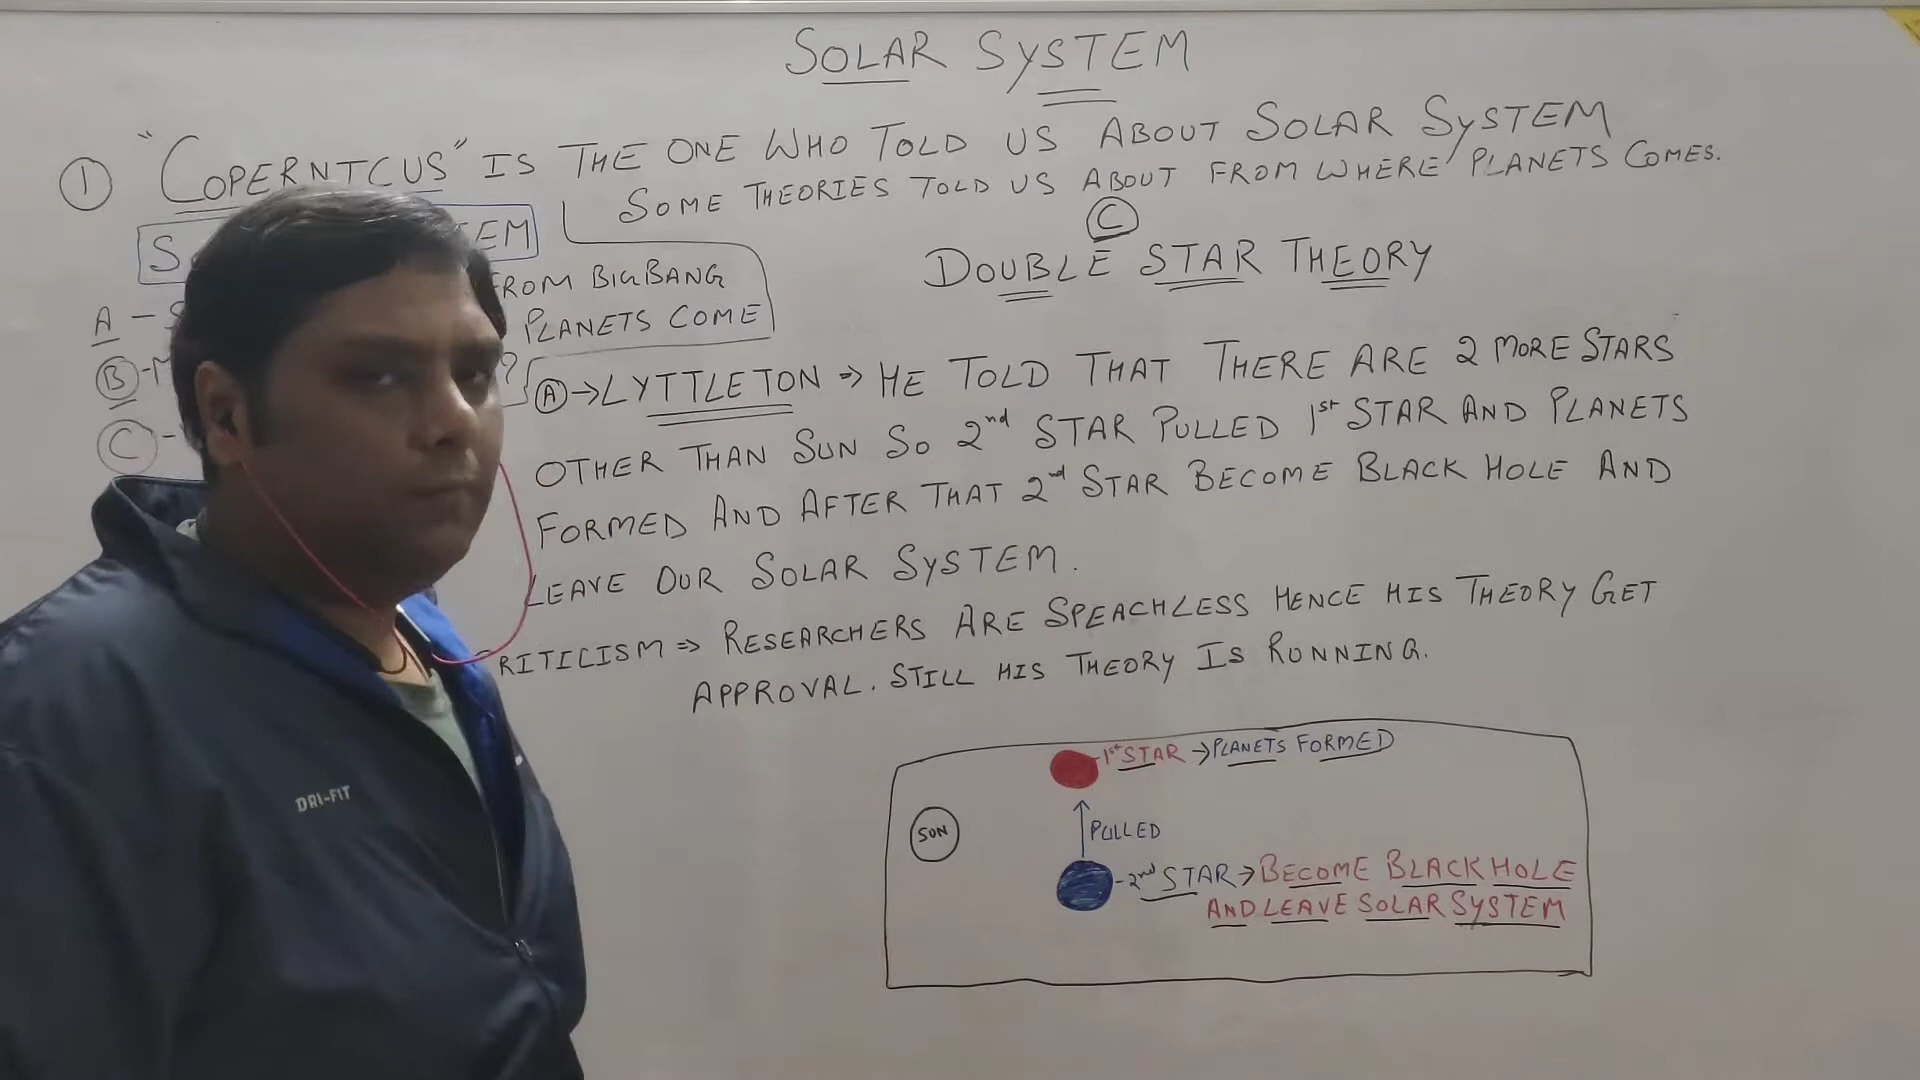 SOLAR SYSTEM
① "COPERNICUS" IS THE ONE WHO TOLD US ABOUT SOLAR SYSTEM
SOME THEORIES TOLD US ABOUT FROM WHERE PLANETS COMES.
Ⓒ
DOUBLE STAR THEORY
FROM BIGBANG
PLANETS COME
?
A -
Ⓑ -
Ⓒ -
Ⓐ → LYTTLETON ⇒ HE TOLD THAT THERE ARE 2 MORE STARS
OTHER THAN SUN SO 2nd STAR PULLED 1st STAR AND PLANETS
FORMED AND AFTER THAT 2nd STAR BECOME BLACK HOLE AND
LEAVE OUR SOLAR SYSTEM.
CRITICISM ⇒ RESEARCHERS ARE SPEACHLESS HENCE HIS THEORY GET
APPROVAL. STILL HIS THEORY IS RUNNING.
1st STAR → PLANETS FORMED
SUN
PULLED
- 2nd STAR → BECOME BLACK HOLE
AND LEAVE SOLAR SYSTEM
DRI-FIT